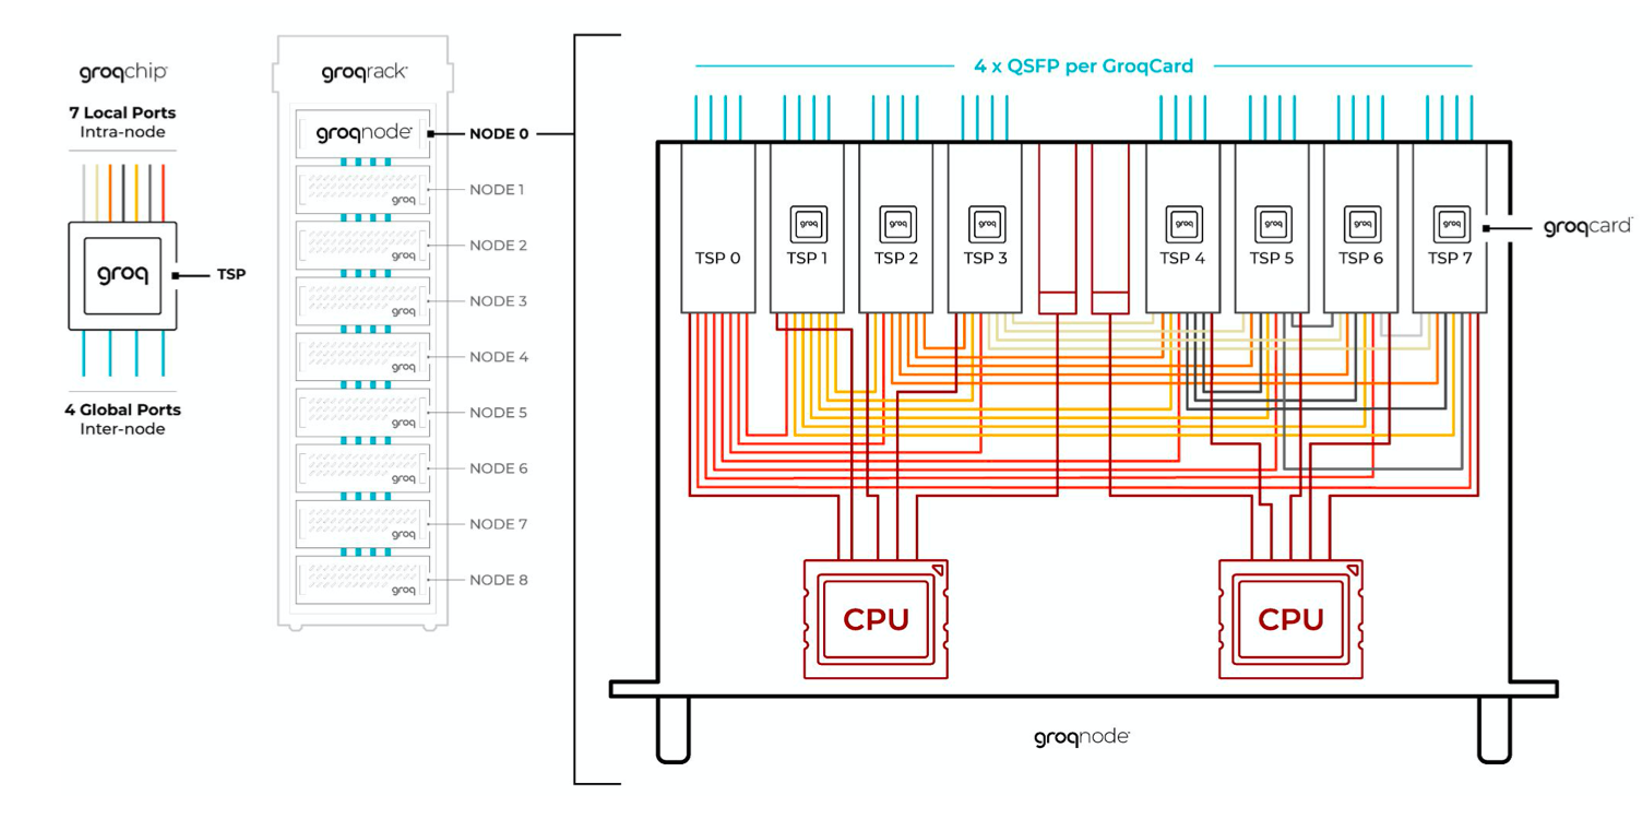 groqchip
7 Local Ports
Intra-node
groq
TSP
4 Global Ports
Inter-node
groqrack
groqnode
NODE 0
groq
NODE 1
groq
NODE 2
groq
NODE 3
groq
NODE 4
groq
NODE 5
groq
NODE 6
groq
NODE 7
groq
NODE 8
4 x QSFP per GroqCard
groq
groq
groq
groq
groq
groq
groq
groqcard
TSP 0
TSP 1
TSP 2
TSP 3
TSP 4
TSP 5
TSP 6
TSP 7
CPU
CPU
groqnode